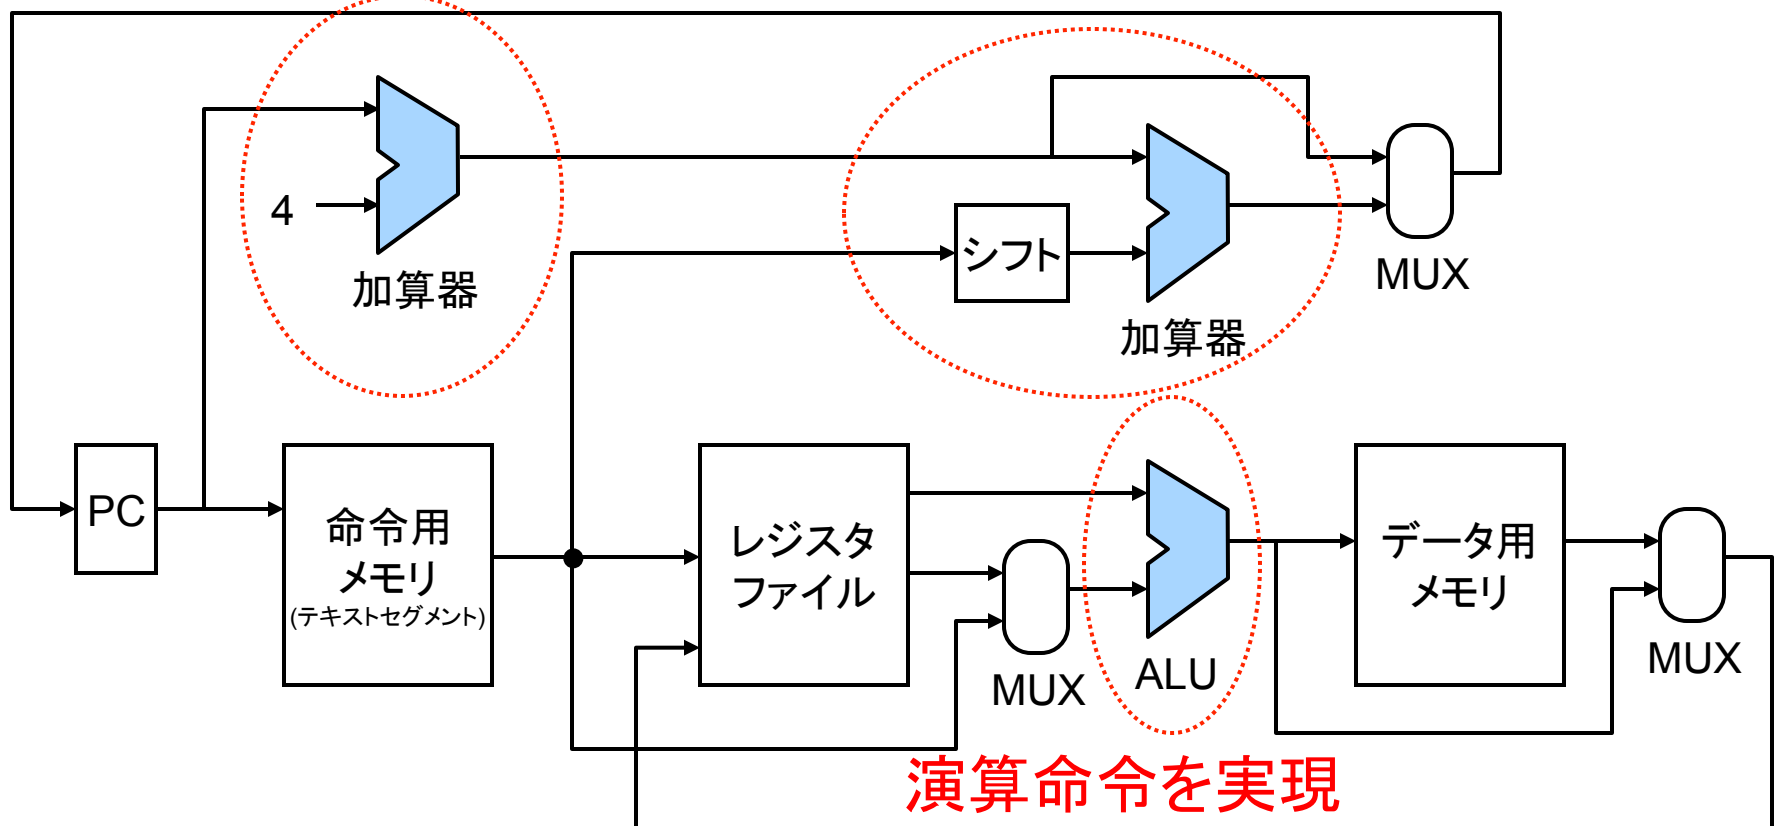 4
加算器
シフト
加算器
MUX
PC
命令用
メモリ
(テキストセグメント)
レジスタ
ファイル
MUX
ALU
データ用
メモリ
MUX
演算命令を実現